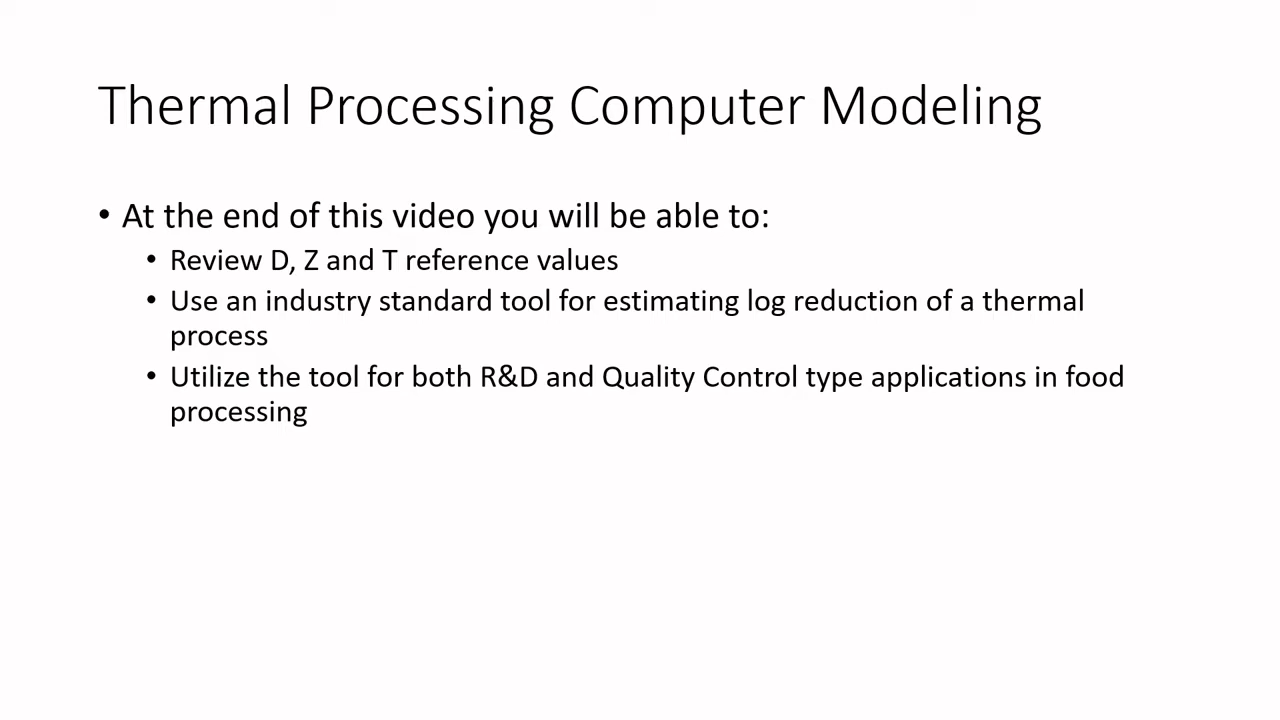 Thermal Processing Computer Modeling
• At the end of this video you will be able to:
• Review D, Z and T reference values
• Use an industry standard tool for estimating log reduction of a thermal
process
• Utilize the tool for both R&D and Quality Control type applications in food
processing